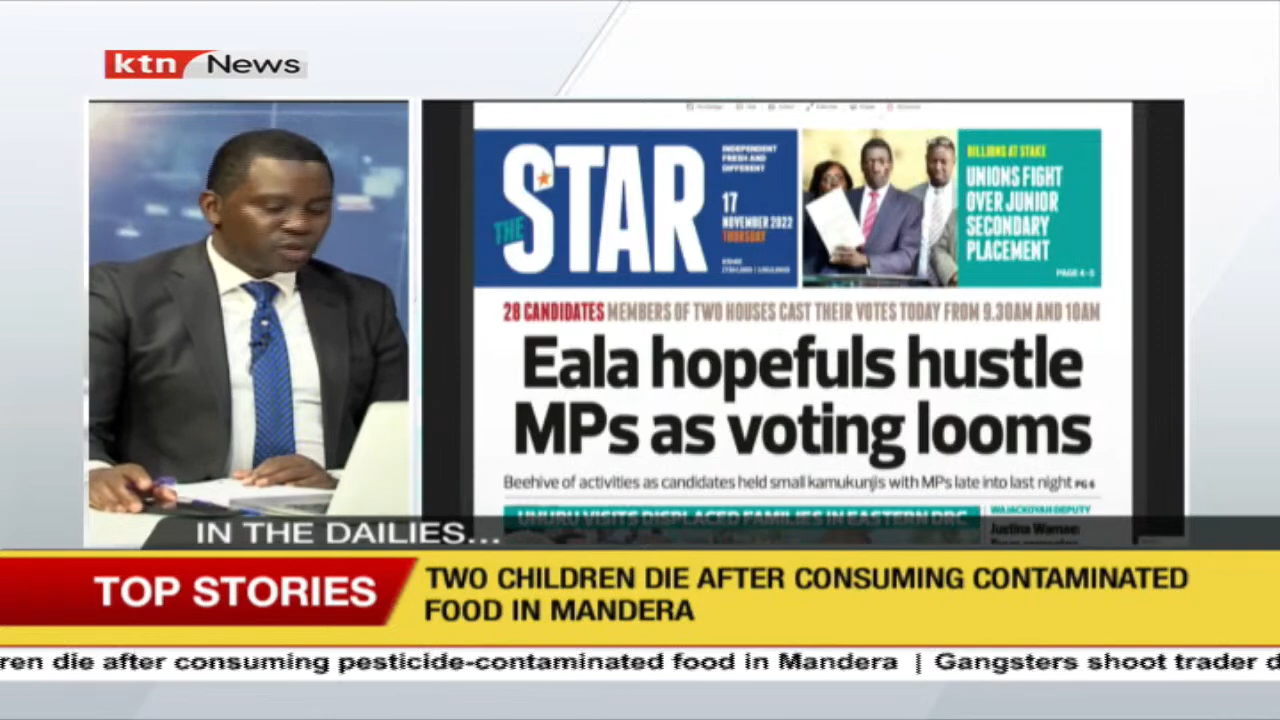 ktn News
THE STAR
INDEPENDENT
FRESH AND
DIFFERENT
17
NOVEMBER 2022
THURSDAY
BILLIONS AT STAKE
UNIONS FIGHT
OVER JUNIOR
SECONDARY
PLACEMENT
PAGE 4-5
28 CANDIDATES MEMBERS OF TWO HOUSES CAST THEIR VOTES TODAY FROM 9.30AM AND 10AM
Eala hopefuls hustle
MPs as voting looms
Beehive of activities as candidates held small kamukunjis with MPs late into last night PG 6
UHURU VISITS DISPLACED FAMILIES IN EASTERN DRC
WAJACKOYAH DEPUTY
Justina Wamae:
IN THE DAILIES...
TOP STORIES
TWO CHILDREN DIE AFTER CONSUMING CONTAMINATED
FOOD IN MANDERA
ren die after consuming pesticide-contaminated food in Mandera | Gangsters shoot trader d